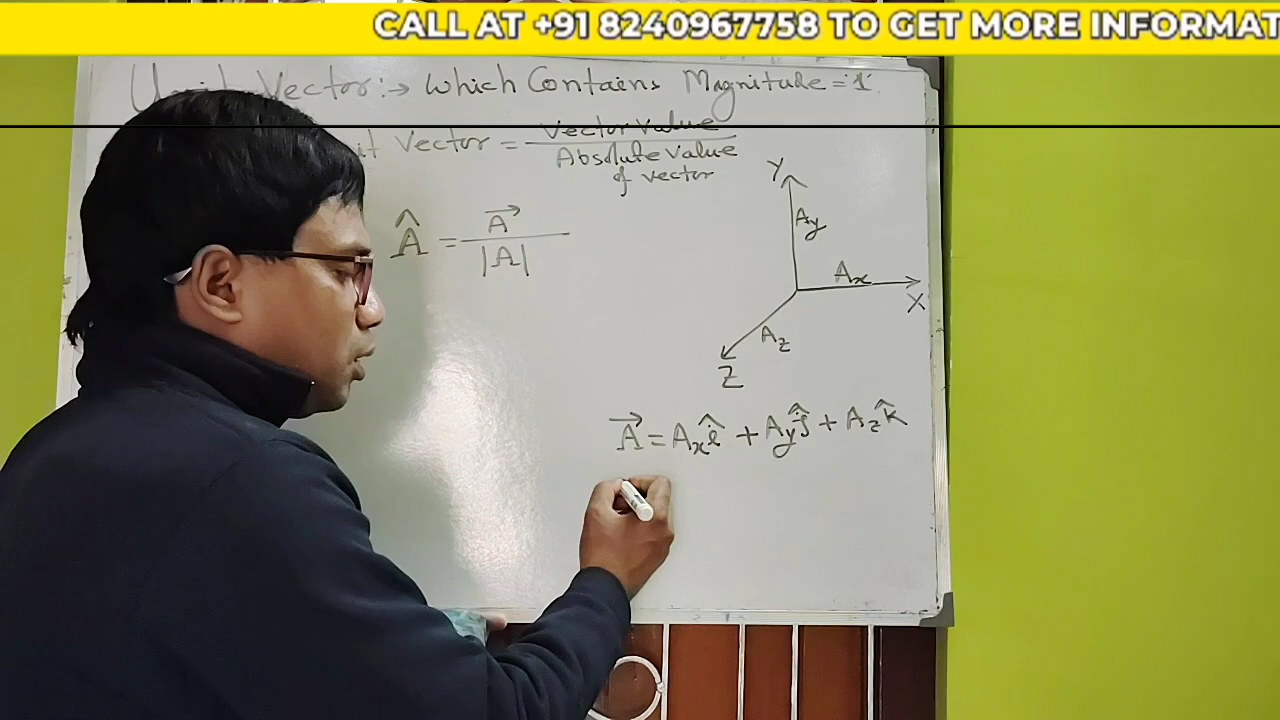 CALL AT +91 8240967758 TO GET MORE INFORMAT
Vector:→ Which Contains Magnitude = 1.
Vector = Vector Value
Absolute Value
of vector
Â = A⃗
|A|
Y
Ay
Ax
X
Az
Z
A⃗ = Axî + Ayĵ + Azk̂